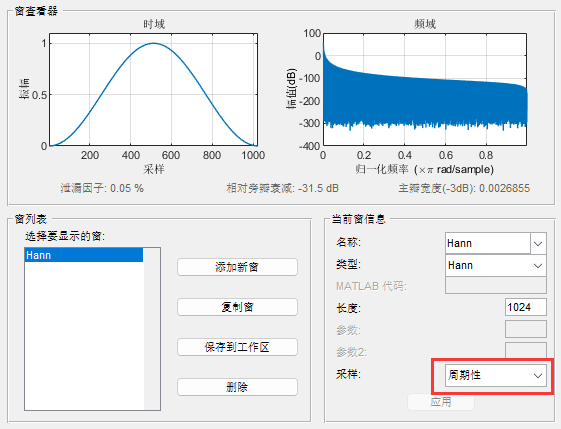 窗查看器
时域
频域
1
0.5
0
振幅
200
400
600
800
1000
采样
100
0
-100
-200
-300
-400
幅值(dB)
0
0.2
0.4
0.6
0.8
归一化频率 (×π rad/sample)
泄漏因子: 0.05 %
相对旁瓣衰减: -31.5 dB
主瓣宽度(-3dB): 0.0026855
窗列表
选择要显示的窗:
Hann
添加新窗
复制窗
保存到工作区
删除
当前窗信息
名称:
Hann
类型:
Hann
MATLAB 代码:
长度:
1024
参数:
参数2:
采样:
周期性
应用